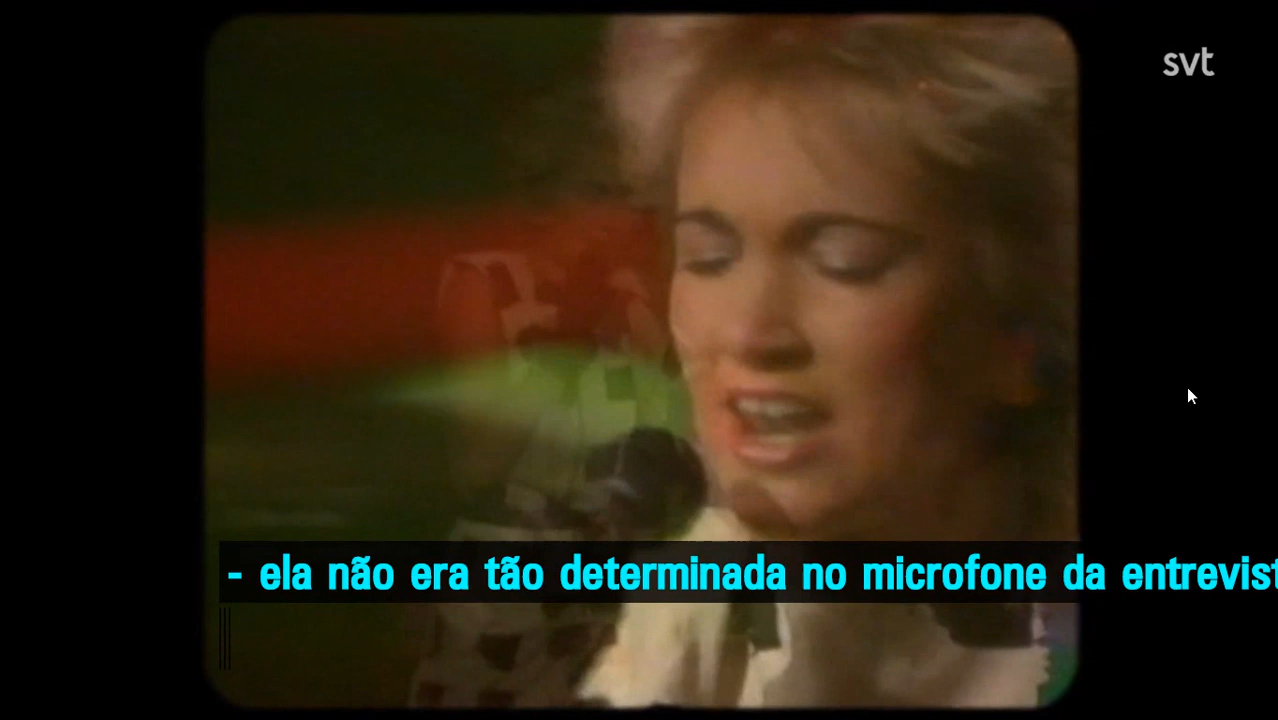 svt
- ela não era tão determinada no microfone da entrevist